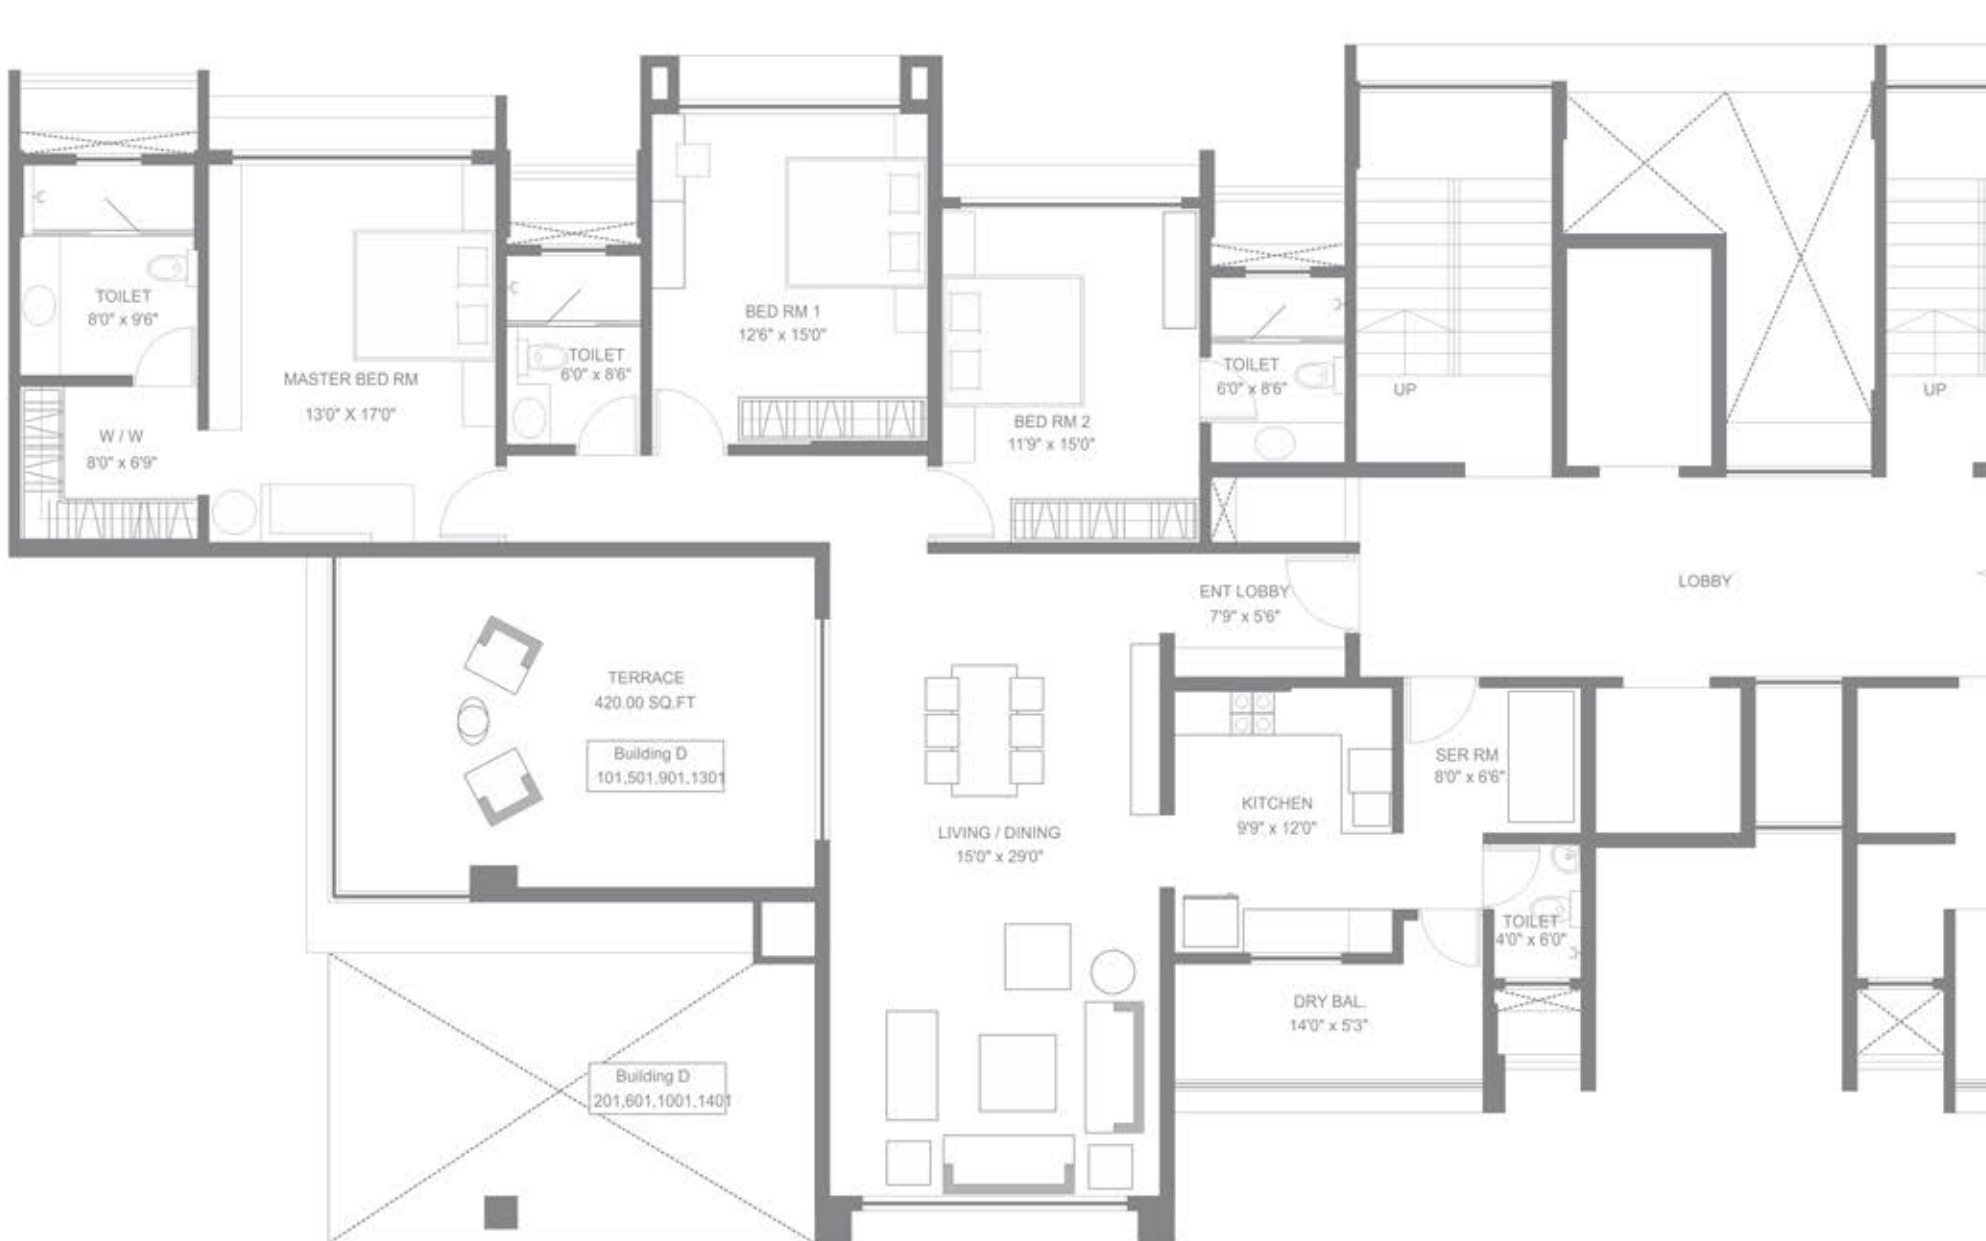 TOILET
8'0" x 9'6"
W / W
8'0" x 6'9"
MASTER BED RM
13'0" X 17'0"
TOILET
6'0" x 8'6"
BED RM 1
12'6" x 15'0"
BED RM 2
11'9" x 15'0"
TOILET
6'0" x 8'6"
UP
UP
ENT LOBBY
7'9" x 5'6"
LOBBY
TERRACE
420.00 SQ.FT
Building D
101,501,901,1301
LIVING / DINING
15'0" x 29'0"
KITCHEN
9'9" x 12'0"
SER RM
8'0" x 6'6"
TOILET
4'0" x 6'0"
DRY BAL.
14'0" x 5'3"
Building D
201,601,1001,1401